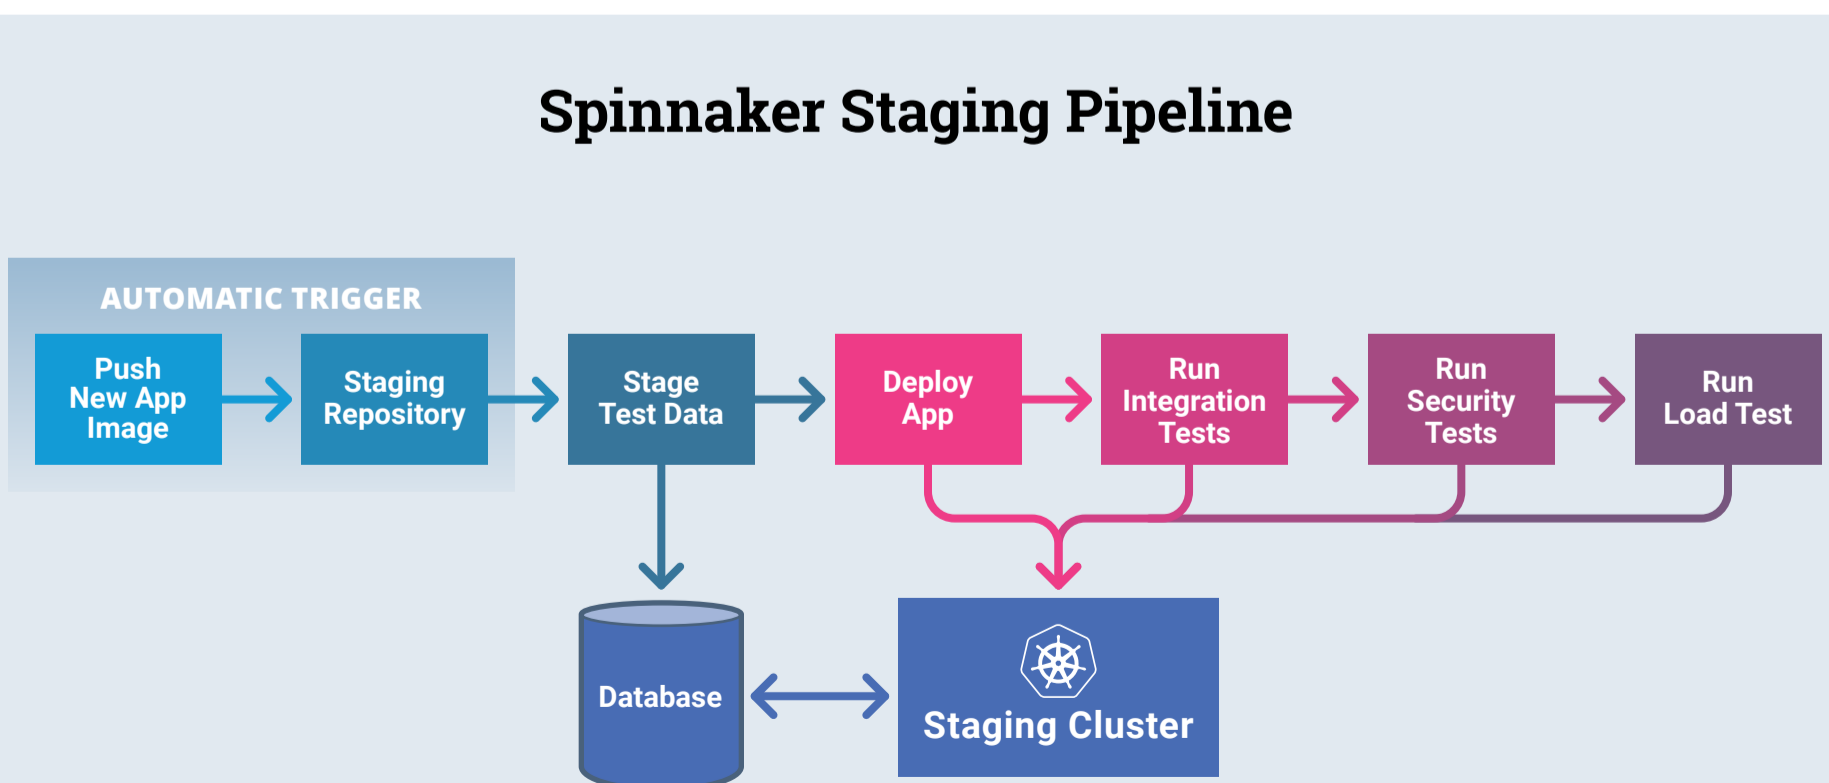 Spinnaker Staging Pipeline
AUTOMATIC TRIGGER
Push
New App
Image
Staging
Repository
Stage
Test Data
Deploy
App
Run
Integration
Tests
Run
Security
Tests
Run
Load Test
Database
Staging Cluster